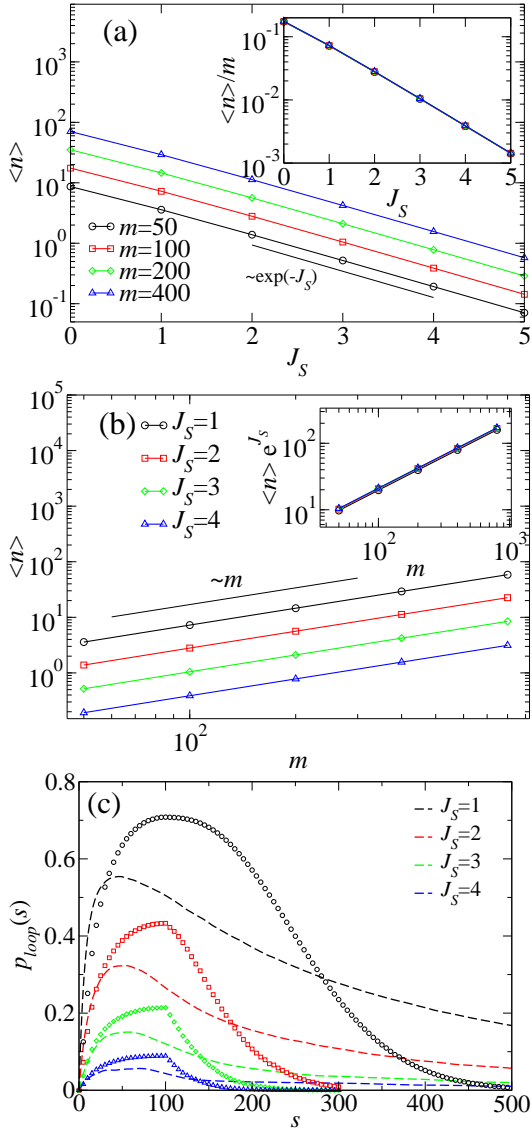 (a)
<n>
10³
10²
10¹
10⁰
10⁻¹
0 1 2 3 4 5
J_S
m=50
m=100
m=200
m=400
~exp(-J_S)
<n>/m
10⁻¹
10⁻²
10⁻³
0 1 2 3 4 5
J_S
(b)
<n>
10⁵
10⁴
10³
10²
10¹
10⁰
10²
m
J_S=1
J_S=2
J_S=3
J_S=4
~m
<n> e^{J_S}
10²
10¹
10² 10³
m
(c)
p_loop(s)
0.8
0.6
0.4
0.2
0.0
0 100 200 300 400 500
s
J_S=1
J_S=2
J_S=3
J_S=4